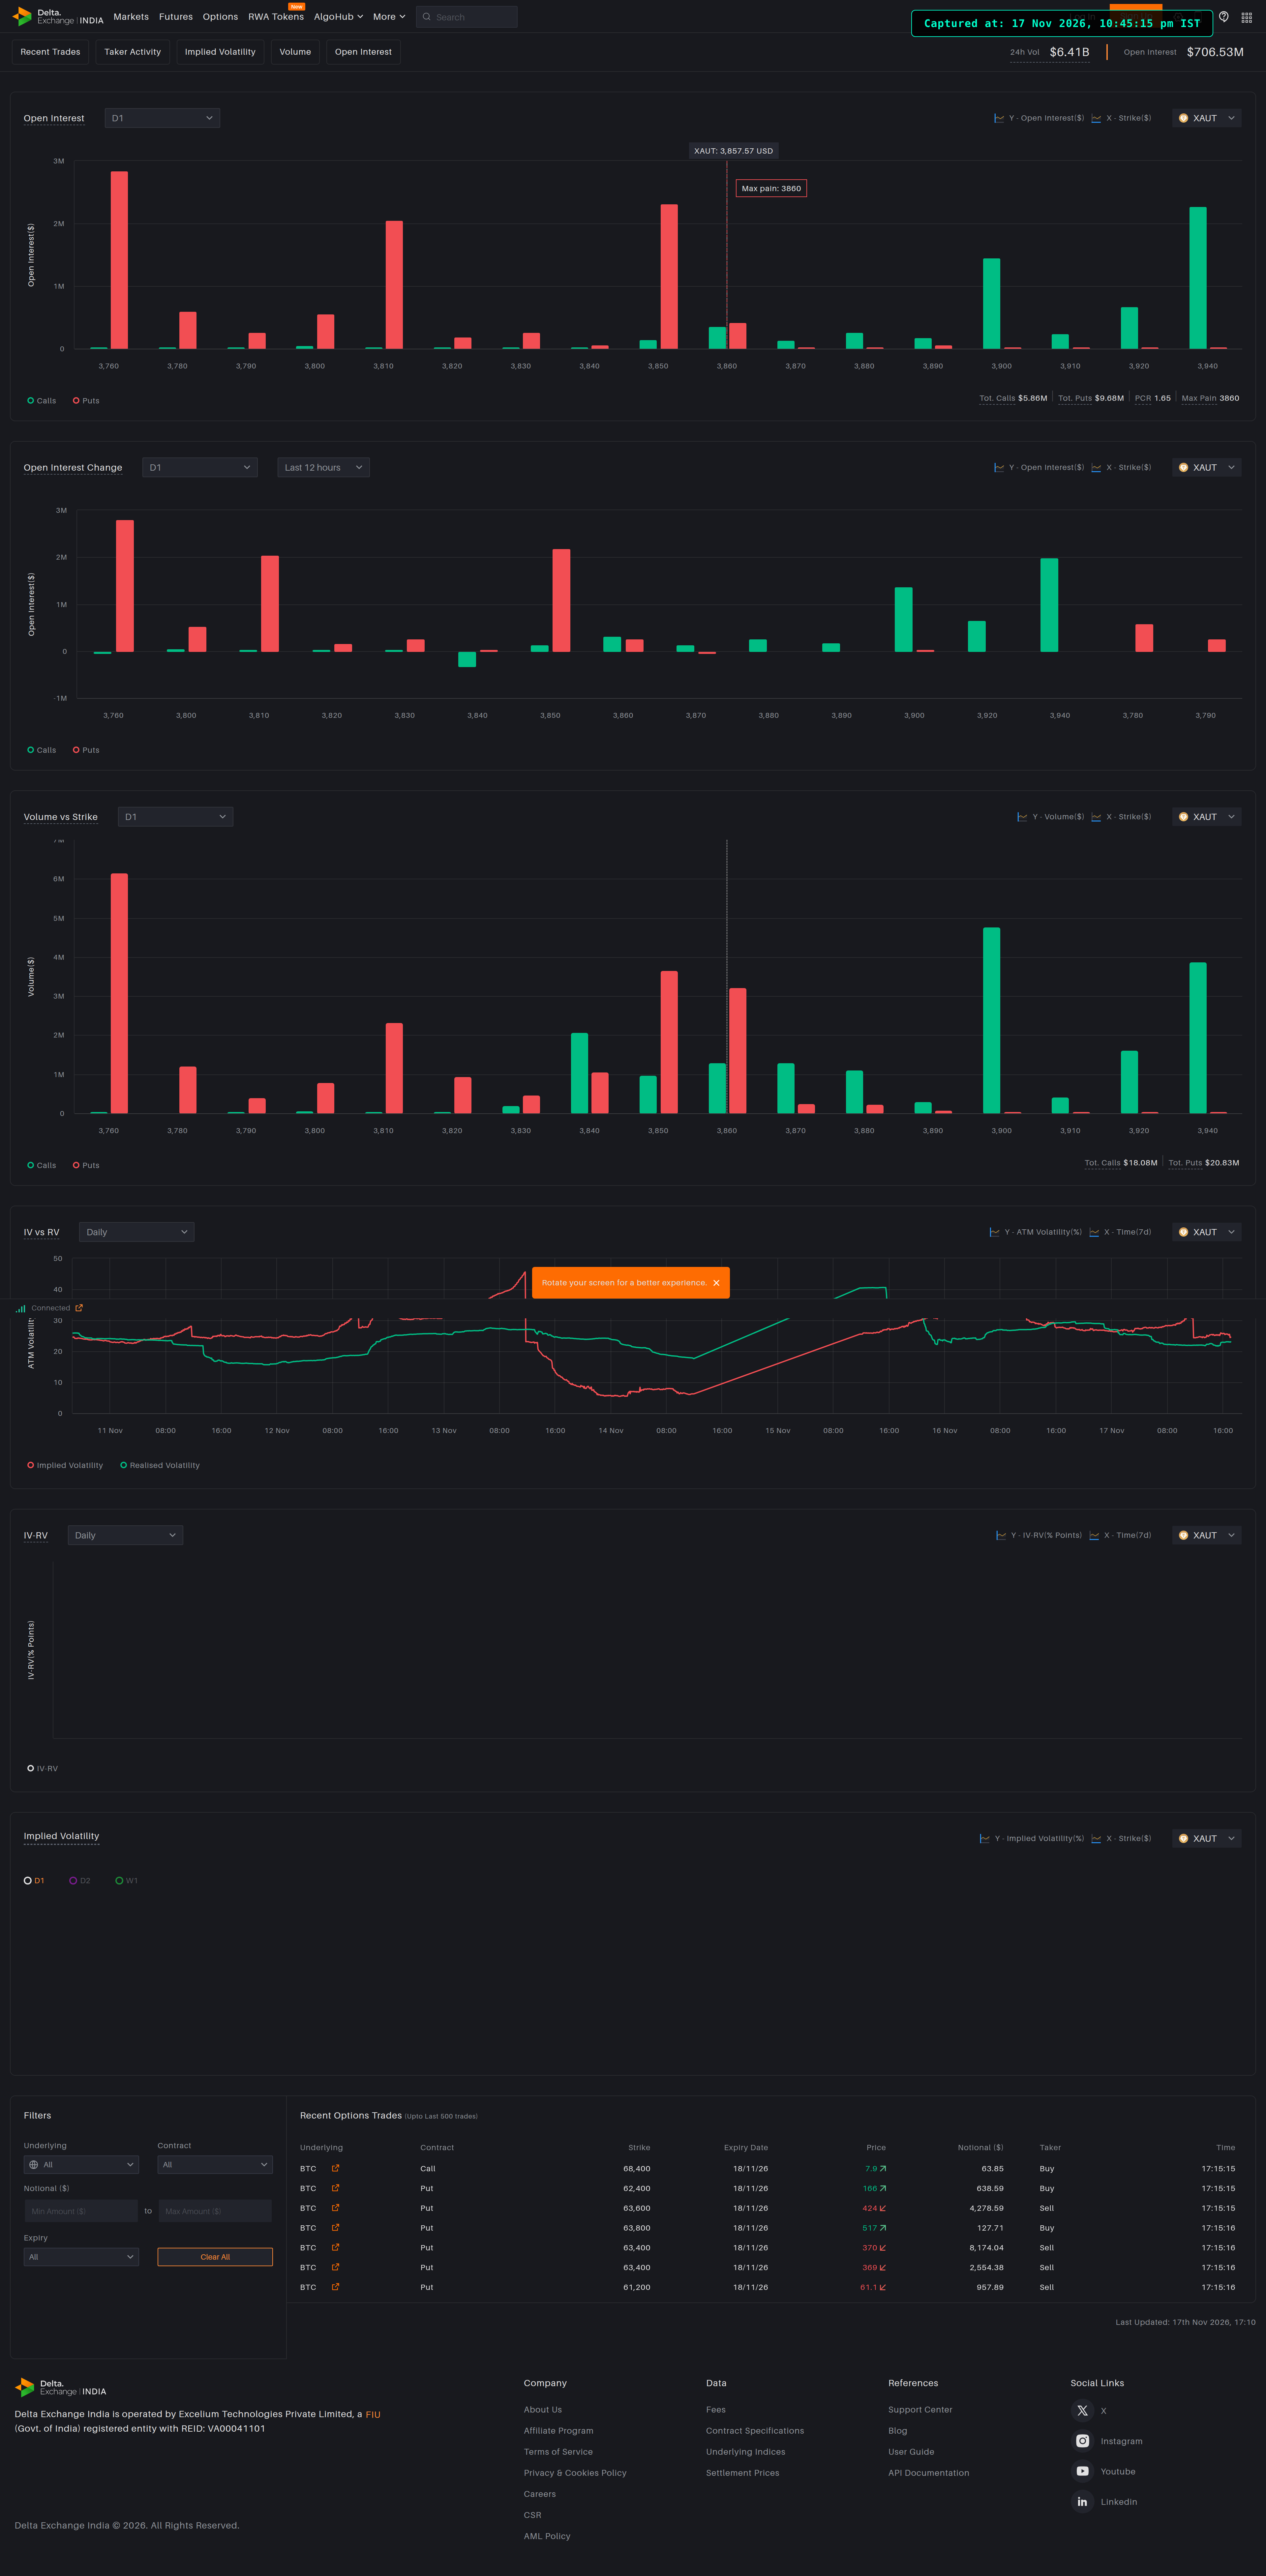 Delta.
Exchange | INDIA
Markets Futures Options RWA Tokens New AlgoHub More Search
Captured at: 17 Nov 2026, 10:45:15 pm IST
Recent Trades Taker Activity Implied Volatility Volume Open Interest
24h Vol $6.41B Open Interest $706.53M
Open Interest D1 Y - Open Interest($) X - Strike($) XAUT
XAUT: 3,857.57 USD
Max pain: 3860
3M
2M
1M
0
Open Interest($)
3,760 3,780 3,790 3,800 3,810 3,820 3,830 3,840 3,850 3,860 3,870 3,880 3,890 3,900 3,910 3,920 3,940
Calls Puts
Tot. Calls $5.86M Tot. Puts $9.68M PCR 1.65 Max Pain 3860
Open Interest Change D1 Last 12 hours Y - Open Interest($) X - Strike($) XAUT
3M
2M
1M
0
-1M
Open Interest($)
3,760 3,800 3,810 3,820 3,830 3,840 3,850 3,860 3,870 3,880 3,890 3,900 3,920 3,940 3,780 3,790
Calls Puts
Volume vs Strike D1 Y - Volume($) X - Strike($) XAUT
7M
6M
5M
4M
3M
2M
1M
0
Volume($)
3,760 3,780 3,790 3,800 3,810 3,820 3,830 3,840 3,850 3,860 3,870 3,880 3,890 3,900 3,910 3,920 3,940
Calls Puts
Tot. Calls $18.08M Tot. Puts $20.83M
IV vs RV Daily Y - ATM Volatility(%) X - Time(7d) XAUT
50
40
Rotate your screen for a better experience.
Connected
30
20
10
0
ATM Volatilit
11 Nov 08:00 16:00 12 Nov 08:00 16:00 13 Nov 08:00 16:00 14 Nov 08:00 16:00 15 Nov 08:00 16:00 16 Nov 08:00 16:00 17 Nov 08:00 16:00
Implied Volatility Realised Volatility
IV-RV Daily Y - IV-RV(% Points) X - Time(7d) XAUT
IV-RV(% Points)
IV-RV
Implied Volatility Y - Implied Volatility(%) X - Strike($) XAUT
D1 D2 W1
Filters
Underlying Contract
All All
Notional ($)
Min Amount ($) to Max Amount ($)
Expiry
All Clear All
Recent Options Trades (Upto Last 500 trades)
Underlying Contract Strike Expiry Date Price Notional ($) Taker Time
BTC Call 68,400 18/11/26 7.9 63.85 Buy 17:15:15
BTC Put 62,400 18/11/26 166 638.59 Buy 17:15:15
BTC Put 63,600 18/11/26 424 4,278.59 Sell 17:15:15
BTC Put 63,800 18/11/26 517 127.71 Buy 17:15:16
BTC Put 63,400 18/11/26 370 8,174.04 Sell 17:15:16
BTC Put 63,400 18/11/26 369 2,554.38 Sell 17:15:16
BTC Put 61,200 18/11/26 61.1 957.89 Sell 17:15:16
Last Updated: 17th Nov 2026, 17:10
Delta.
Exchange | INDIA
Delta Exchange India is operated by Excelium Technologies Private Limited, a FIU
(Govt. of India) registered entity with REID: VA00041101
Delta Exchange India © 2026. All Rights Reserved.
Company
About Us
Affiliate Program
Terms of Service
Privacy & Cookies Policy
Careers
CSR
AML Policy
Data
Fees
Contract Specifications
Underlying Indices
Settlement Prices
References
Support Center
Blog
User Guide
API Documentation
Social Links
X
Instagram
Youtube
Linkedin